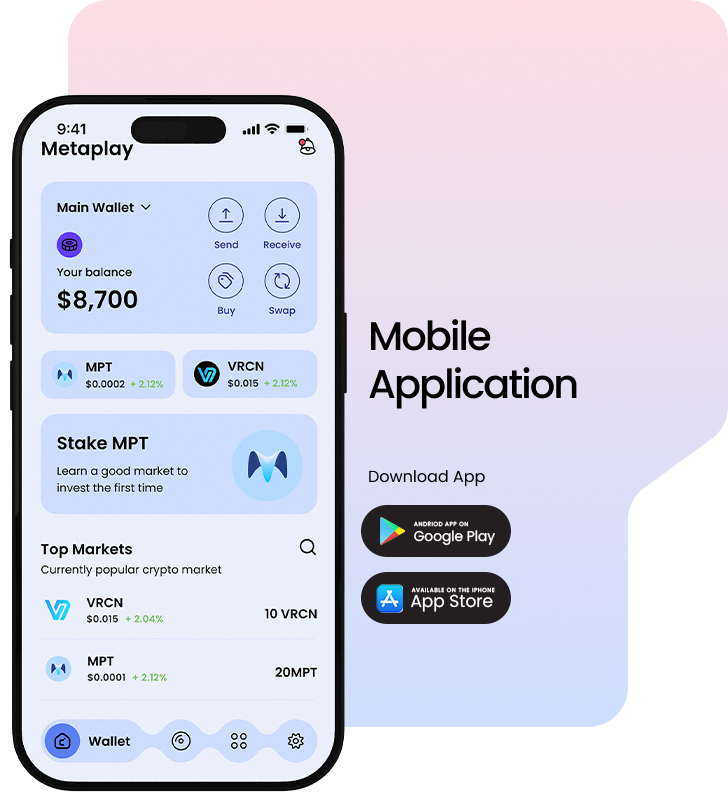 9:41
Metaplay
Main Wallet
Send
Receive
Your balance
$8,700
Buy
Swap
MPT
$0.0002 + 2.12%
VRCN
$0.015 + 2.12%
Stake MPT
Learn a good market to
invest the first time
Top Markets
Currently popular crypto market
VRCN
$0.015 + 2.04%
10 VRCN
MPT
$0.0001 + 2.12%
20MPT
Wallet
Mobile
Application
Download App
ANDRIOD APP ON
Google Play
AVAILABLE ON THE IPHONE
App Store